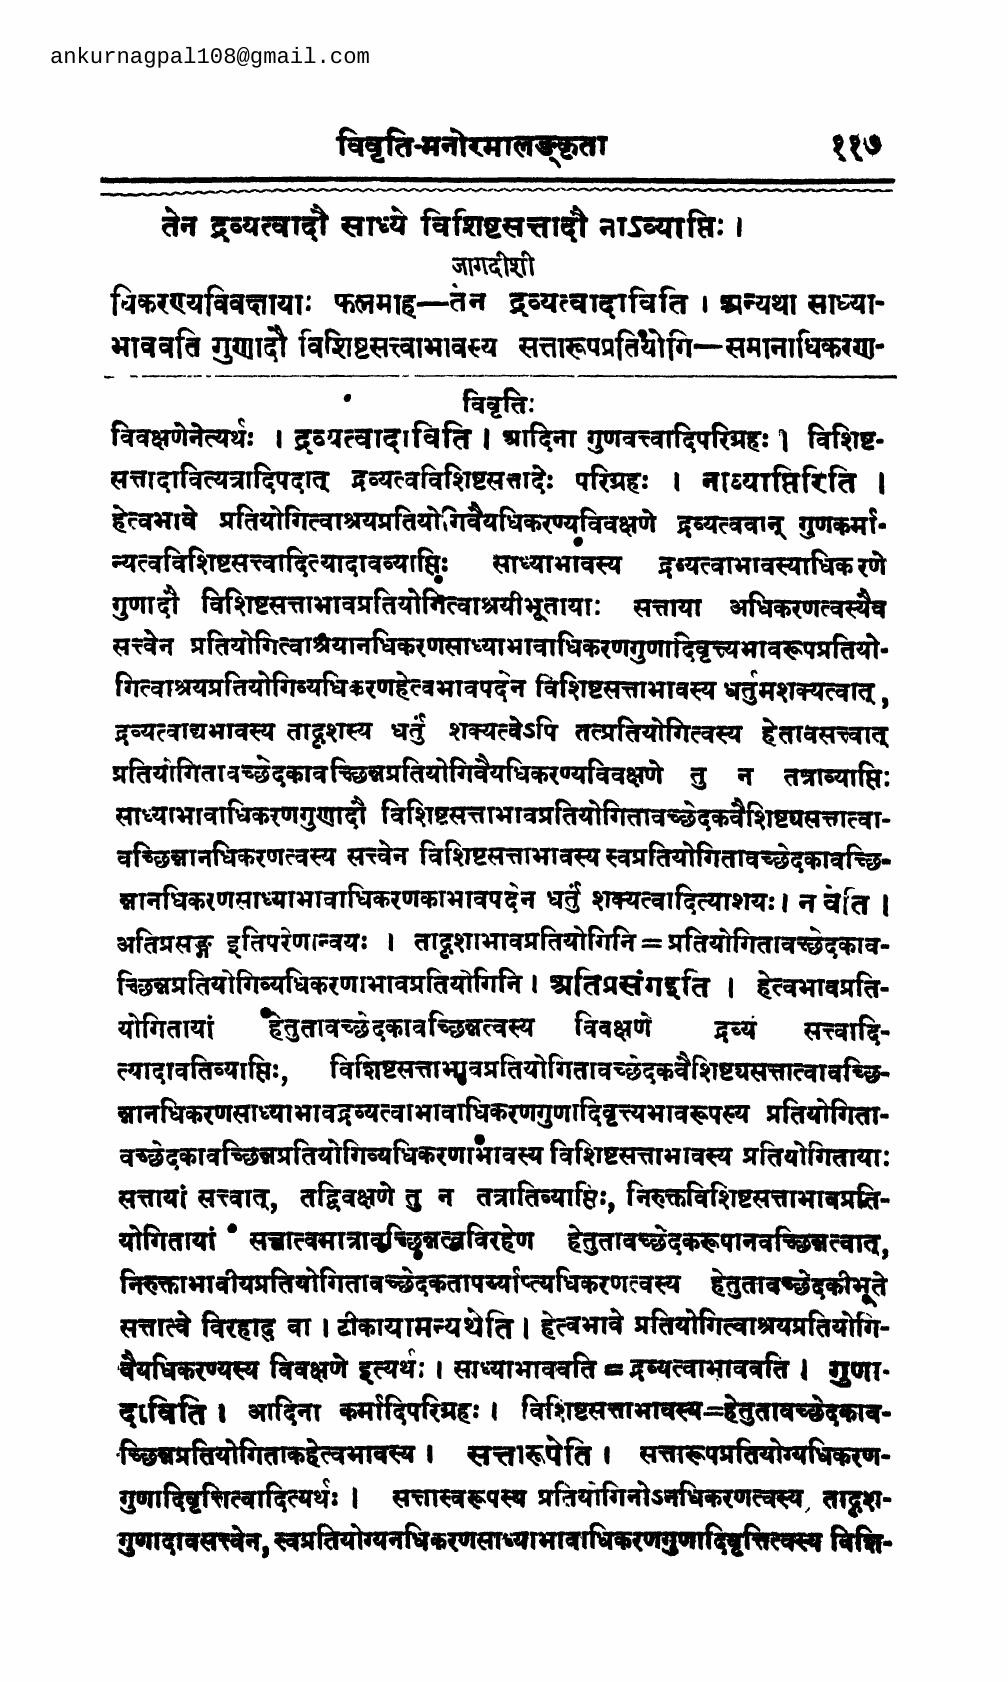 ankurnagpal108@gmail.com
विवृति-मनोरमालङ्कृता ११७
तेन द्रव्यत्वादौ साध्ये विशिष्टसत्तादौ नाऽव्याप्तिः ।
जागदीशी
धिकरण्यविवक्षायाः फलमाह—तेन द्रव्यत्वादाविति । अन्यथा साध्या-
भाववति गुणादौ विशिष्टसत्त्वाभावस्य सत्तारूपप्रतियोगि—समानाधिकरण-
विवृतिः
विवक्षणेनेत्यर्थः । द्रव्यत्वादाविति । आदिना गुणवत्त्वादिपरिग्रहः । विशिष्ट-
सत्तादावित्यत्रादिपदात् द्रव्यत्वविशिष्टसत्तादेः परिग्रहः । नाव्याप्तिरिति ।
हेत्वभावे प्रतियोगित्वाश्रयप्रतियोगिवैयधिकरण्यविवक्षणे द्रव्यत्ववान् गुणकर्मा-
न्यत्वविशिष्टसत्त्वादित्यादावव्याप्तिः साध्याभावस्य द्रव्यत्वाभावस्याधिकरणे
गुणादौ विशिष्टसत्ताभावप्रतियोगित्वाश्रयीभूतायाः सत्ताया अधिकरणत्वस्यैव
सत्त्वेन प्रतियोगित्वाश्रयानधिकरणसाध्याभावाधिकरणगुणादिवृत्त्यभावरूपप्रतियो-
गित्वाश्रयप्रतियोगिव्यधिकरणहेत्वभावपदेन विशिष्टसत्ताभावस्य धर्तुमशक्यत्वात्,
द्रव्यत्वाद्यभावस्य तादृशस्य धर्तुं शक्यत्वेऽपि तत्प्रतियोगित्वस्य हेतावसत्त्वात्
प्रतियोगितावच्छेदकावच्छिन्नप्रतियोगिवैयधिकरण्यविवक्षणे तु न तत्राव्याप्तिः
साध्याभावाधिकरणगुणादौ विशिष्टसत्ताभावप्रतियोगितावच्छेदकवैशिष्ट्यसत्तात्वा-
वच्छिन्नानधिकरणत्वस्य सत्त्वेन विशिष्टसत्ताभावस्य स्वप्रतियोगितावच्छेदकावच्छि-
न्नानधिकरणसाध्याभावाधिकरणकाभावपदेन धर्तुं शक्यत्वादित्याशयः। न चेति ।
अतिप्रसङ्ग इतिपरेणान्वयः । तादृशाभावप्रतियोगिनि = प्रतियोगितावच्छेदकाव-
च्छिन्नप्रतियोगिव्यधिकरणाभावप्रतियोगिनि । अतिप्रसंगइति । हेत्वभावप्रति-
योगितायां हेतुतावच्छेदकावच्छिन्नत्वस्य विवक्षणे द्रव्यं सत्त्वादि-
त्यादावतिव्याप्तिः, विशिष्टसत्ताभावप्रतियोगितावच्छेदकवैशिष्ट्यसत्तात्वावच्छि-
न्नानधिकरणसाध्याभावद्रव्यत्वाभावाधिकरणगुणादिवृत्त्यभावरूपस्य प्रतियोगिता-
वच्छेदकावच्छिन्नप्रतियोगिव्यधिकरणाभावस्य विशिष्टसत्ताभावस्य प्रतियोगितायाः
सत्तायां सत्त्वात्, तद्विवक्षणे तु न तत्रातिव्याप्तिः, निरुक्तविशिष्टसत्ताभावप्रति-
योगितायां सत्तात्वमात्रावच्छिन्नत्वविरहेण हेतुतावच्छेदकरूपानवच्छिन्नत्वात्,
निरुक्ताभावीयप्रतियोगितावच्छेदकतापर्य्याप्त्यधिकरणत्वस्य हेतुतावच्छेदकीभूते
सत्तात्वे विरहाद् वा । टीकायामन्यथेति । हेत्वभावे प्रतियोगित्वाश्रयप्रतियोगि-
वैयधिकरण्यस्य विवक्षणे इत्यर्थः । साध्याभाववति = द्रव्यत्वाभाववति । गुणा-
दाविति । आदिना कर्मादिपरिग्रहः । विशिष्टसत्ताभावस्य=हेतुतावच्छेदकाव-
च्छिन्नप्रतियोगिताकहेत्वभावस्य । सत्तारूपेति । सत्तारूपप्रतियोग्यधिकरण-
गुणादिवृत्तित्वादित्यर्थः । सत्तास्वरूपस्य प्रतियोगिनोऽनधिकरणत्वस्य, तादृश-
गुणादावसत्त्वेन, स्वप्रतियोग्यनधिकरणसाध्याभावाधिकरणगुणादिवृत्तित्वस्य विशि-